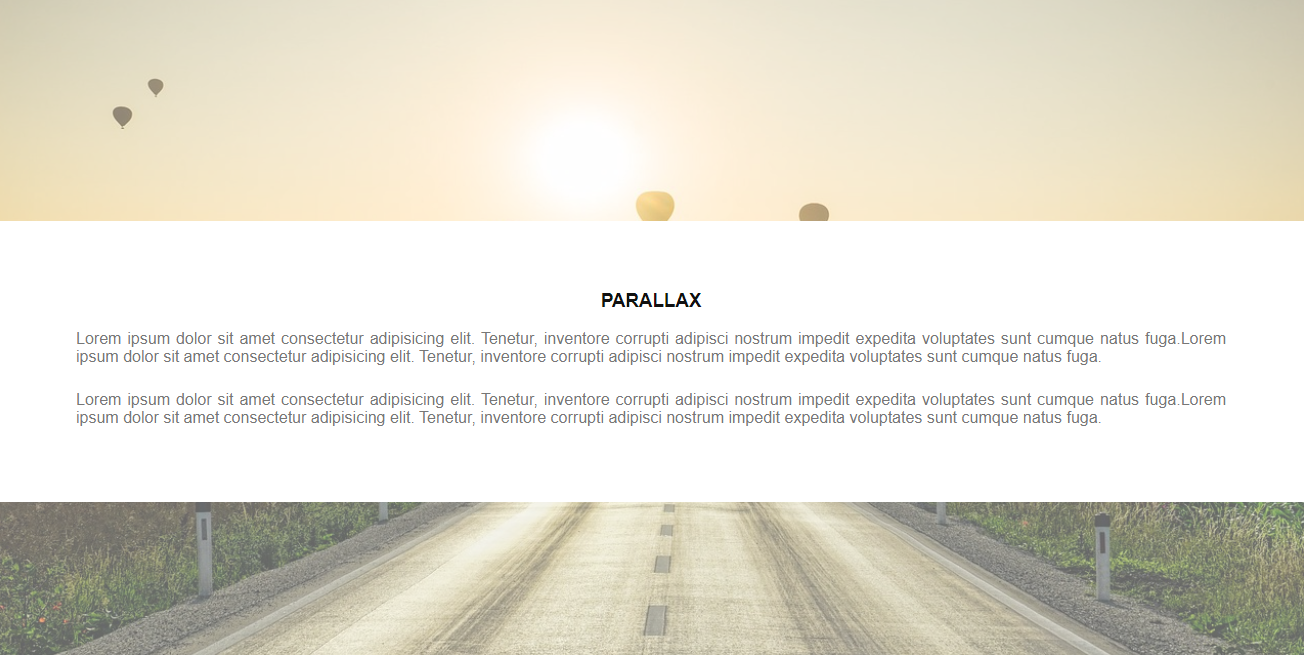 PARALLAX
Lorem ipsum dolor sit amet consectetur adipisicing elit. Tenetur, inventore corrupti adipisci nostrum impedit expedita voluptates sunt cumque natus fuga.Lorem
ipsum dolor sit amet consectetur adipisicing elit. Tenetur, inventore corrupti adipisci nostrum impedit expedita voluptates sunt cumque natus fuga.
Lorem ipsum dolor sit amet consectetur adipisicing elit. Tenetur, inventore corrupti adipisci nostrum impedit expedita voluptates sunt cumque natus fuga.Lorem
ipsum dolor sit amet consectetur adipisicing elit. Tenetur, inventore corrupti adipisci nostrum impedit expedita voluptates sunt cumque natus fuga.